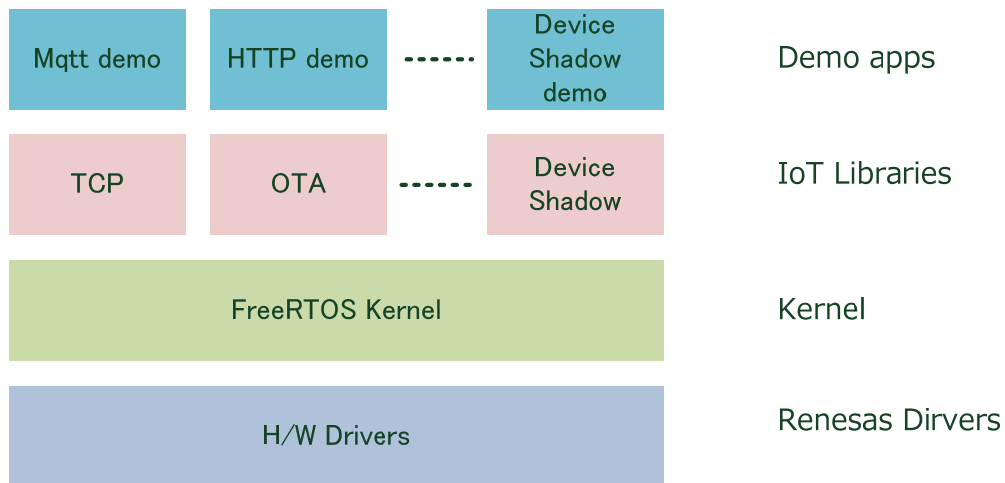 Mqtt demo
HTTP demo
Device
Shadow
demo
Demo apps
TCP
OTA
Device
Shadow
IoT Libraries
FreeRTOS Kernel
Kernel
H/W Drivers
Renesas Dirvers